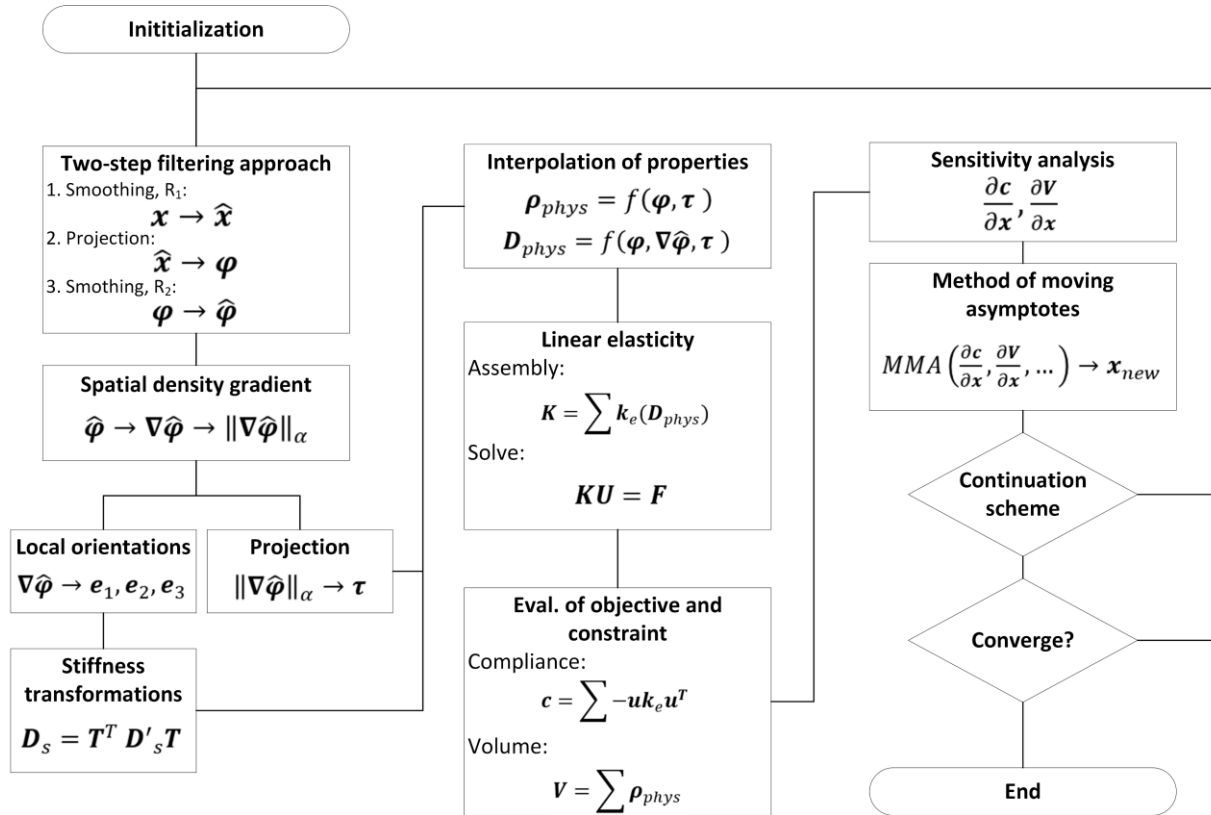 Inititialization
Two-step filtering approach
1. Smoothing, R₁:
x → x̂
2. Projection:
x̂ → φ
3. Smothing, R₂:
φ → φ̂
Spatial density gradient
φ̂ → ∇φ̂ → ‖∇φ̂‖α
Local orientations
∇φ̂ → e₁, e₂, e₃
Projection
‖∇φ̂‖α → τ
Stiffness
transformations
Dₛ = Tᵀ D′ₛT
Interpolation of properties
ρphys = f(φ, τ )
Dphys = f(φ, ∇φ̂, τ )
Linear elasticity
Assembly:
K = ∑ kₑ(Dphys)
Solve:
KU = F
Eval. of objective and
constraint
Compliance:
c = ∑ −ukₑuᵀ
Volume:
V = ∑ ρphys
Sensitivity analysis
∂c/∂x, ∂V/∂x
Method of moving
asymptotes
MMA(∂c/∂x, ∂V/∂x, …) → xnew
Continuation
scheme
Converge?
End